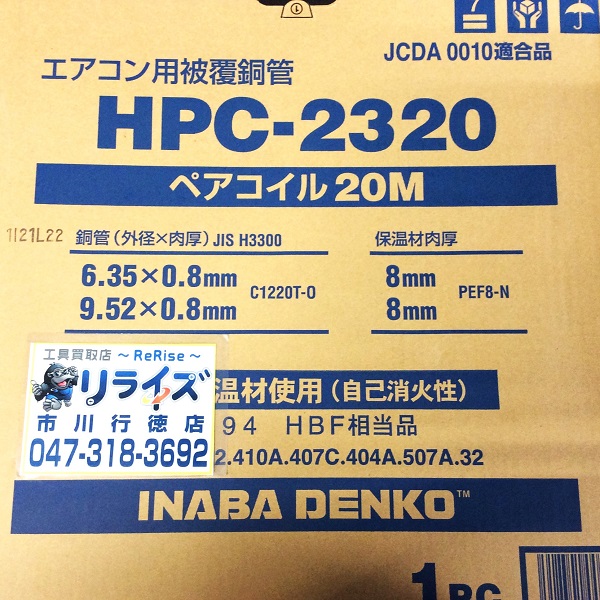 JCDA 0010適合品
エアコン用被覆銅管
HPC-2320
ペアコイル 20M
1I21L22
銅管（外径×肉厚）JIS H3300
保温材肉厚
6.35×0.8mm
9.52×0.8mm
C1220T-O
8mm
8mm
PEF8-N
工具買取店 ～ReRise～
リライズ
市川行徳店
047-318-3692
温材使用（自己消火性）
94 HBF相当品
2.410A.407C.404A.507A.32
INABA DENKO™
1 PC